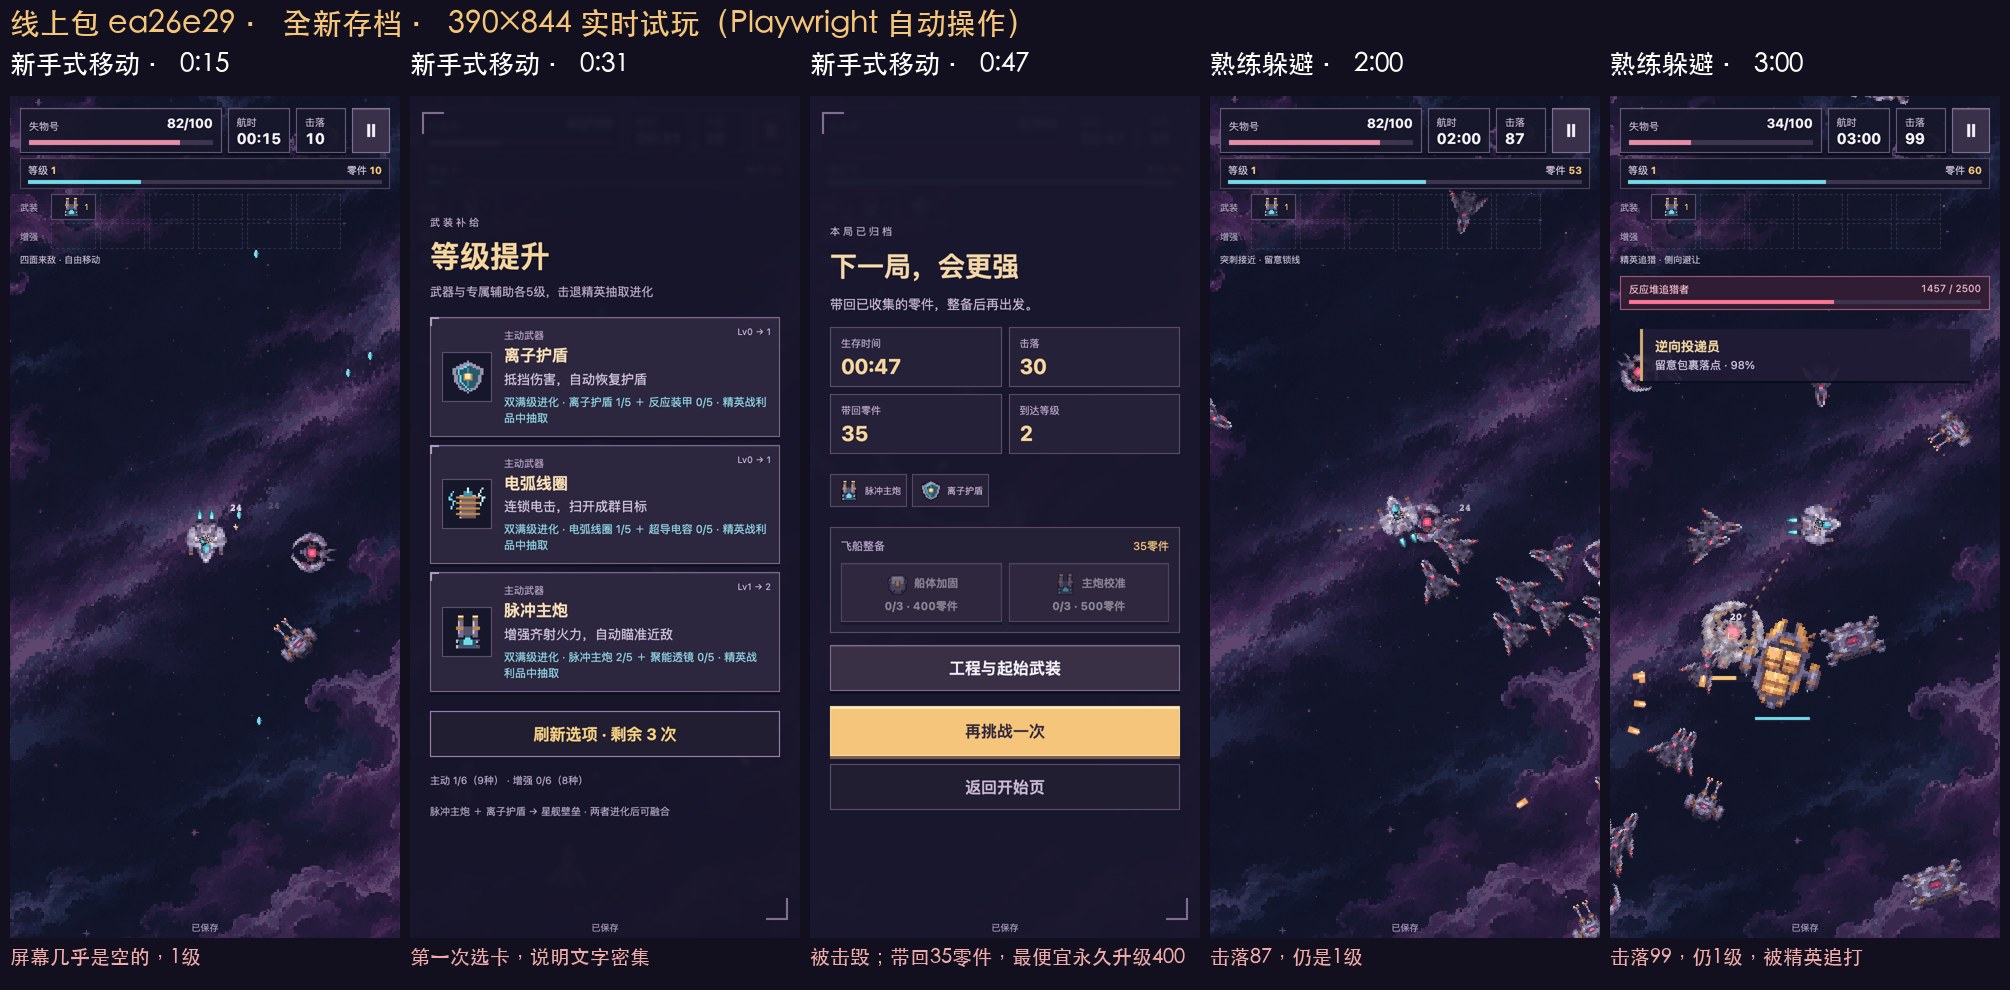 线上包 ea26e29 · 全新存档 · 390×844 实时试玩（Playwright 自动操作）
新手式移动 · 0:15
失物号 82/100
航时 00:15
击落 10
等级 1 零件 10
武装 1
增强
四面来敌 · 自由移动
24
24
已保存
屏幕几乎是空的，1级
新手式移动 · 0:31
武装补给
等级提升
武器与专属辅助各5级，击退精英抽取进化
主动武器 Lv0 → 1
离子护盾
抵挡伤害，自动恢复护盾
双满级进化 · 离子护盾 1/5 + 反应装甲 0/5 · 精英战利
品中抽取
主动武器 Lv0 → 1
电弧线圈
连锁电击，扫开成群目标
双满级进化 · 电弧线圈 1/5 + 超导电容 0/5 · 精英战利
品中抽取
主动武器 Lv1 → 2
脉冲主炮
增强齐射火力，自动瞄准近敌
双满级进化 · 脉冲主炮 2/5 + 聚能透镜 0/5 · 精英战
利品中抽取
刷新选项 · 剩余 3 次
主动 1/6（9种） · 增强 0/6（8种）
脉冲主炮 + 离子护盾 → 星舰壁垒 · 两者进化后可融合
已保存
第一次选卡，说明文字密集
新手式移动 · 0:47
本局已归档
下一局，会更强
带回已收集的零件，整备后再出发。
生存时间
00:47
击落
30
带回零件
35
到达等级
2
脉冲主炮
离子护盾
飞船整备 35零件
船体加固
0/3 · 400零件
主炮校准
0/3 · 500零件
工程与起始武装
再挑战一次
返回开始页
已保存
被击毁；带回35零件，最便宜永久升级400
熟练躲避 · 2:00
失物号 82/100
航时 02:00
击落 87
等级 1 零件 53
武装 1
增强
突刺接近 · 留意锁线
24
已保存
击落87，仍是1级
熟练躲避 · 3:00
失物号 34/100
航时 03:00
击落 99
等级 1 零件 60
武装 1
增强
精英追猎 · 侧向避让
反应堆追猎者 1457 / 2500
逆向投递员
留意包裹落点 · 98%
20
已保存
击落99，仍1级，被精英追打